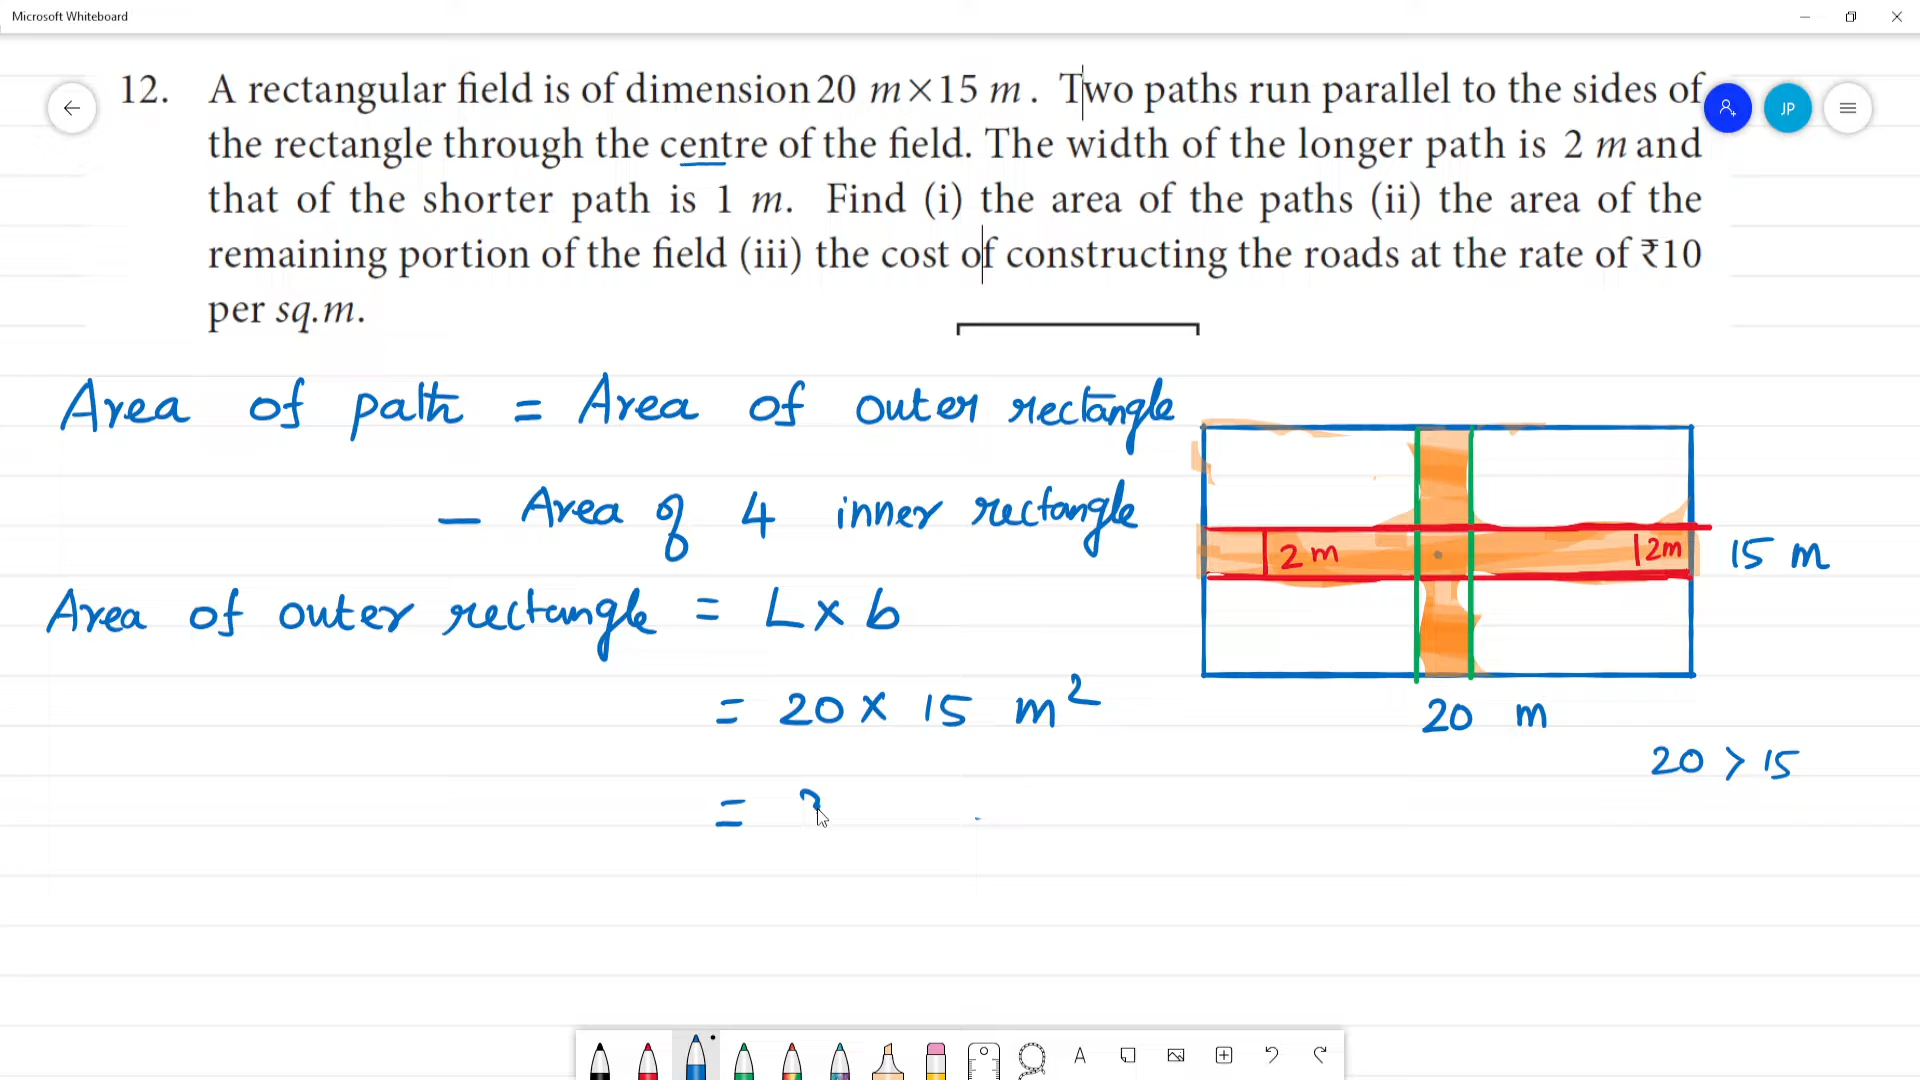 Microsoft Whiteboard
12. A rectangular field is of dimension 20 m×15 m. Two paths run parallel to the sides of
the rectangle through the centre of the field. The width of the longer path is 2 m and
that of the shorter path is 1 m. Find (i) the area of the paths (ii) the area of the
remaining portion of the field (iii) the cost of constructing the roads at the rate of ₹10
per sq.m.
JP
Area of path = Area of outer rectangle
— Area of 4 inner rectangle
2 m
2m
15 m
Area of outer rectangle = L × b
= 20 × 15 m²
20 m
20 > 15
=
A